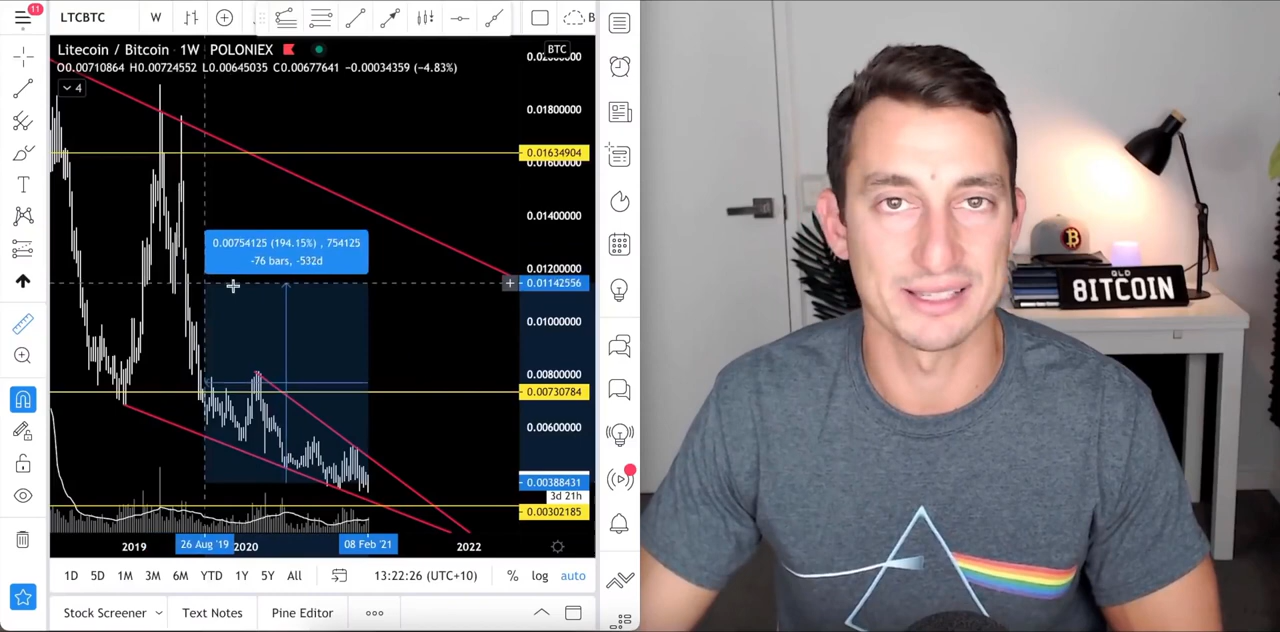 11
LTCBTC
W
B
Litecoin / Bitcoin 1W POLONIEX
BTC
O0.00710864 H0.00724552 L0.00645035 C0.00677641 −0.00034359 (−4.83%)
4
0.01800000
0.01634904
0.01600000
0.01400000
0.01200000
0.01142556
0.00754125 (194.15%) , 754125
-76 bars, -532d
0.01000000
0.00800000
0.00730784
0.00600000
0.00388431
3d 21h
0.00302185
2019
26 Aug '19
2020
08 Feb '21
2022
1D 5D 1M 3M 6M YTD 1Y 5Y All
13:22:26 (UTC+10)
% log auto
Stock Screener
Text Notes
Pine Editor
QLD
8ITCOIN